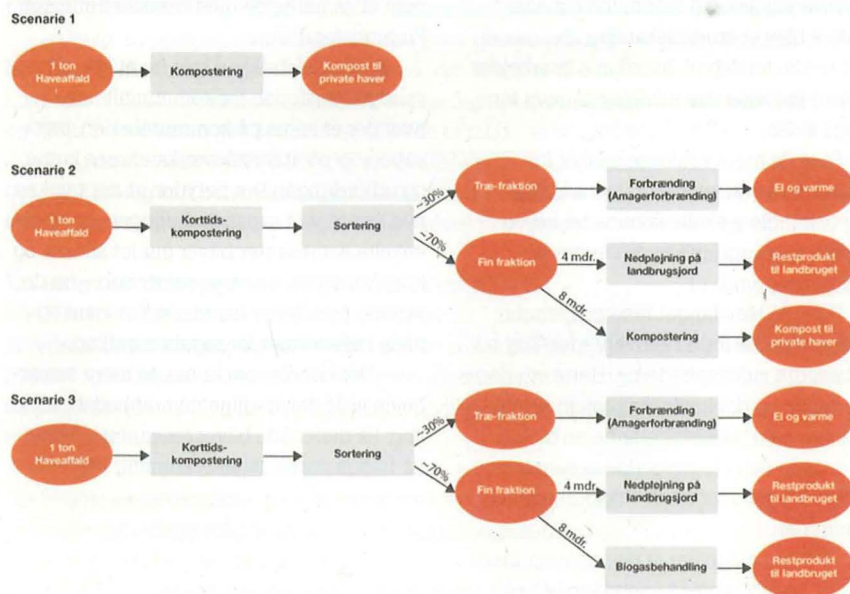 Scenarie 1
1 ton
Haveaffald
Kompostering
Kompost til
private haver
Scenarie 2
1 ton
Haveaffald
Korttids-
kompostering
Sortering
~30%
Træ-fraktion
Forbrænding
(Amagerforbrænding)
El og varme
~70%
Fin fraktion
4 mdr.
Nedpløjning på
landbrugsjord
Restprodukt
til landbruget
8 mdr.
Kompostering
Kompost til
private haver
Scenarie 3
1 ton
Haveaffald
Korttids-
kompostering
Sortering
~30%
Træ-fraktion
Forbrænding
(Amagerforbrænding)
El og varme
~70%
Fin fraktion
4 mdr.
Nedpløjning på
landbrugsjord
Restprodukt
til landbruget
8 mdr.
Biogasbehandling
Restprodukt
til landbruget